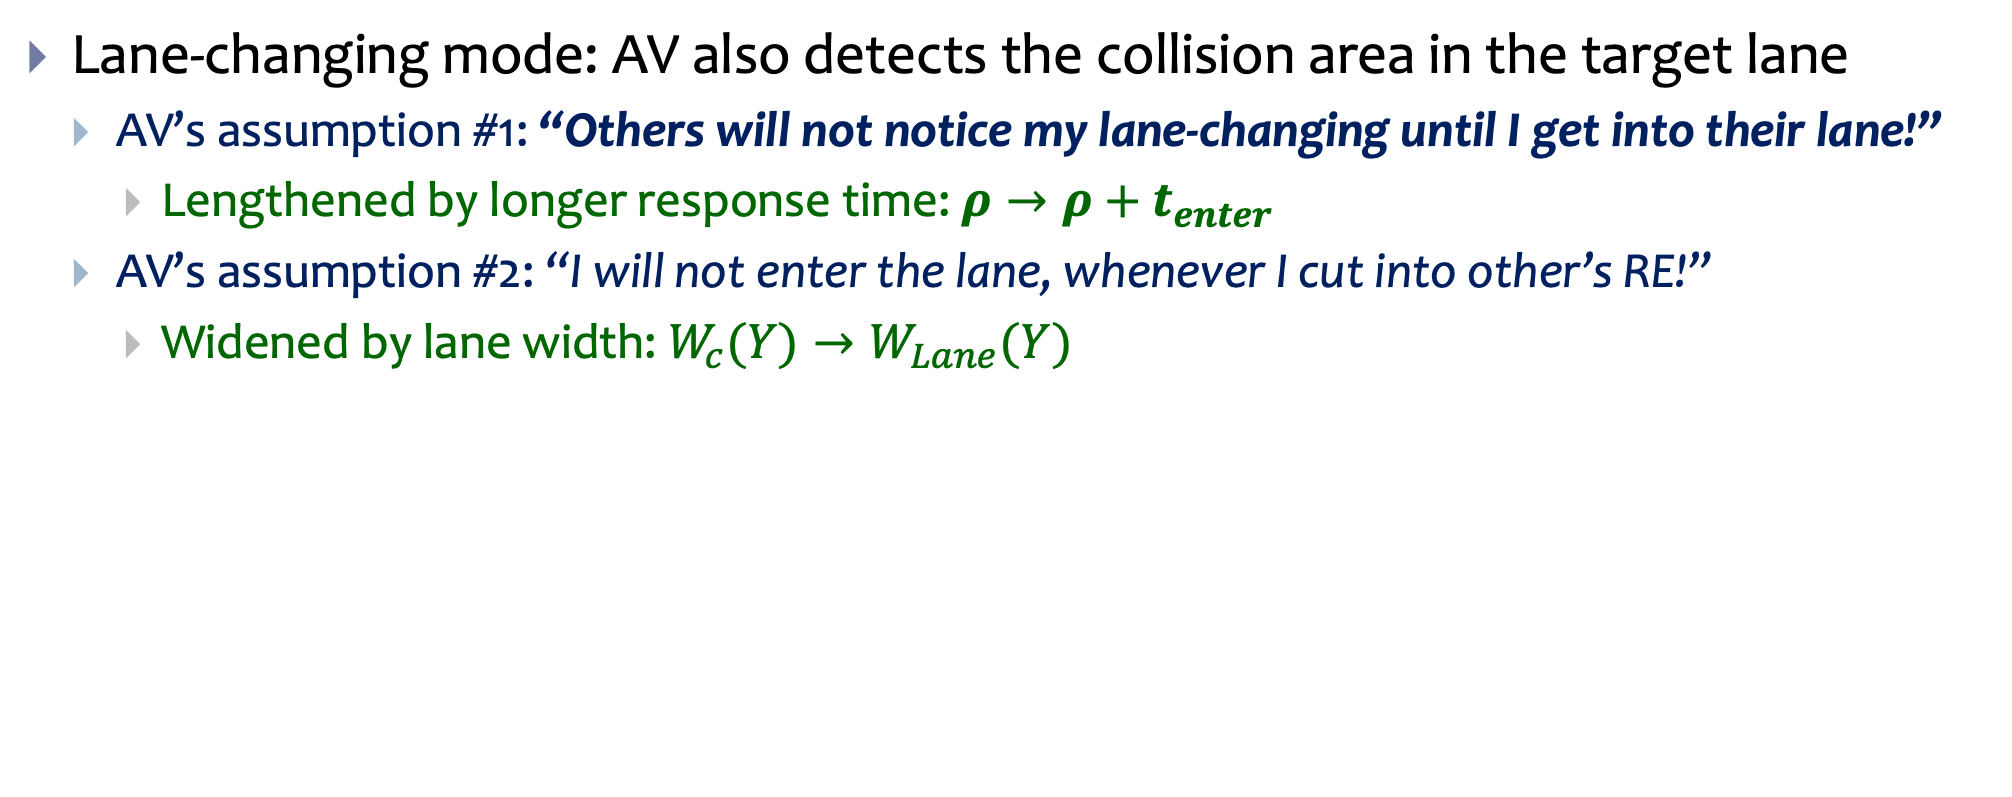 Lane-changing mode: AV also detects the collision area in the target lane
AV’s assumption #1: “Others will not notice my lane-changing until I get into their lane!”
Lengthened by longer response time: ρ → ρ + t_enter
AV’s assumption #2: “I will not enter the lane, whenever I cut into other’s RE!”
Widened by lane width: W_c(Y) → W_Lane(Y)